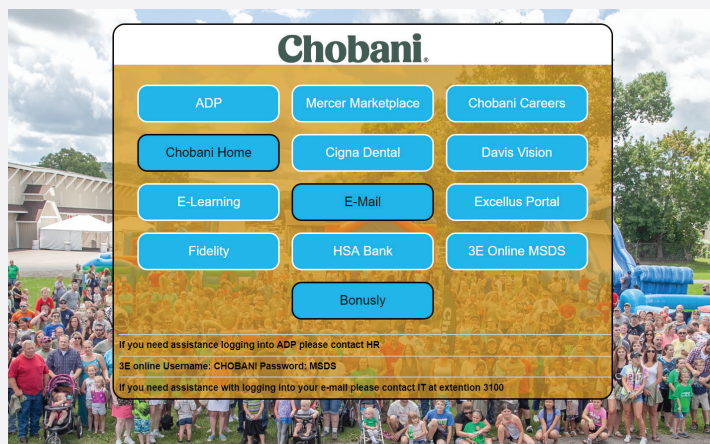 Chobani®
ADP
Mercer Marketplace
Chobani Careers
Chobani Home
Cigna Dental
Davis Vision
E-Learning
E-Mail
Excellus Portal
Fidelity
HSA Bank
3E Online MSDS
Bonusly
If you need assistance logging into ADP please contact HR
3E online Username: CHOBANI Password: MSDS
If you need assistance with logging into your e-mail please contact IT at extention 3100